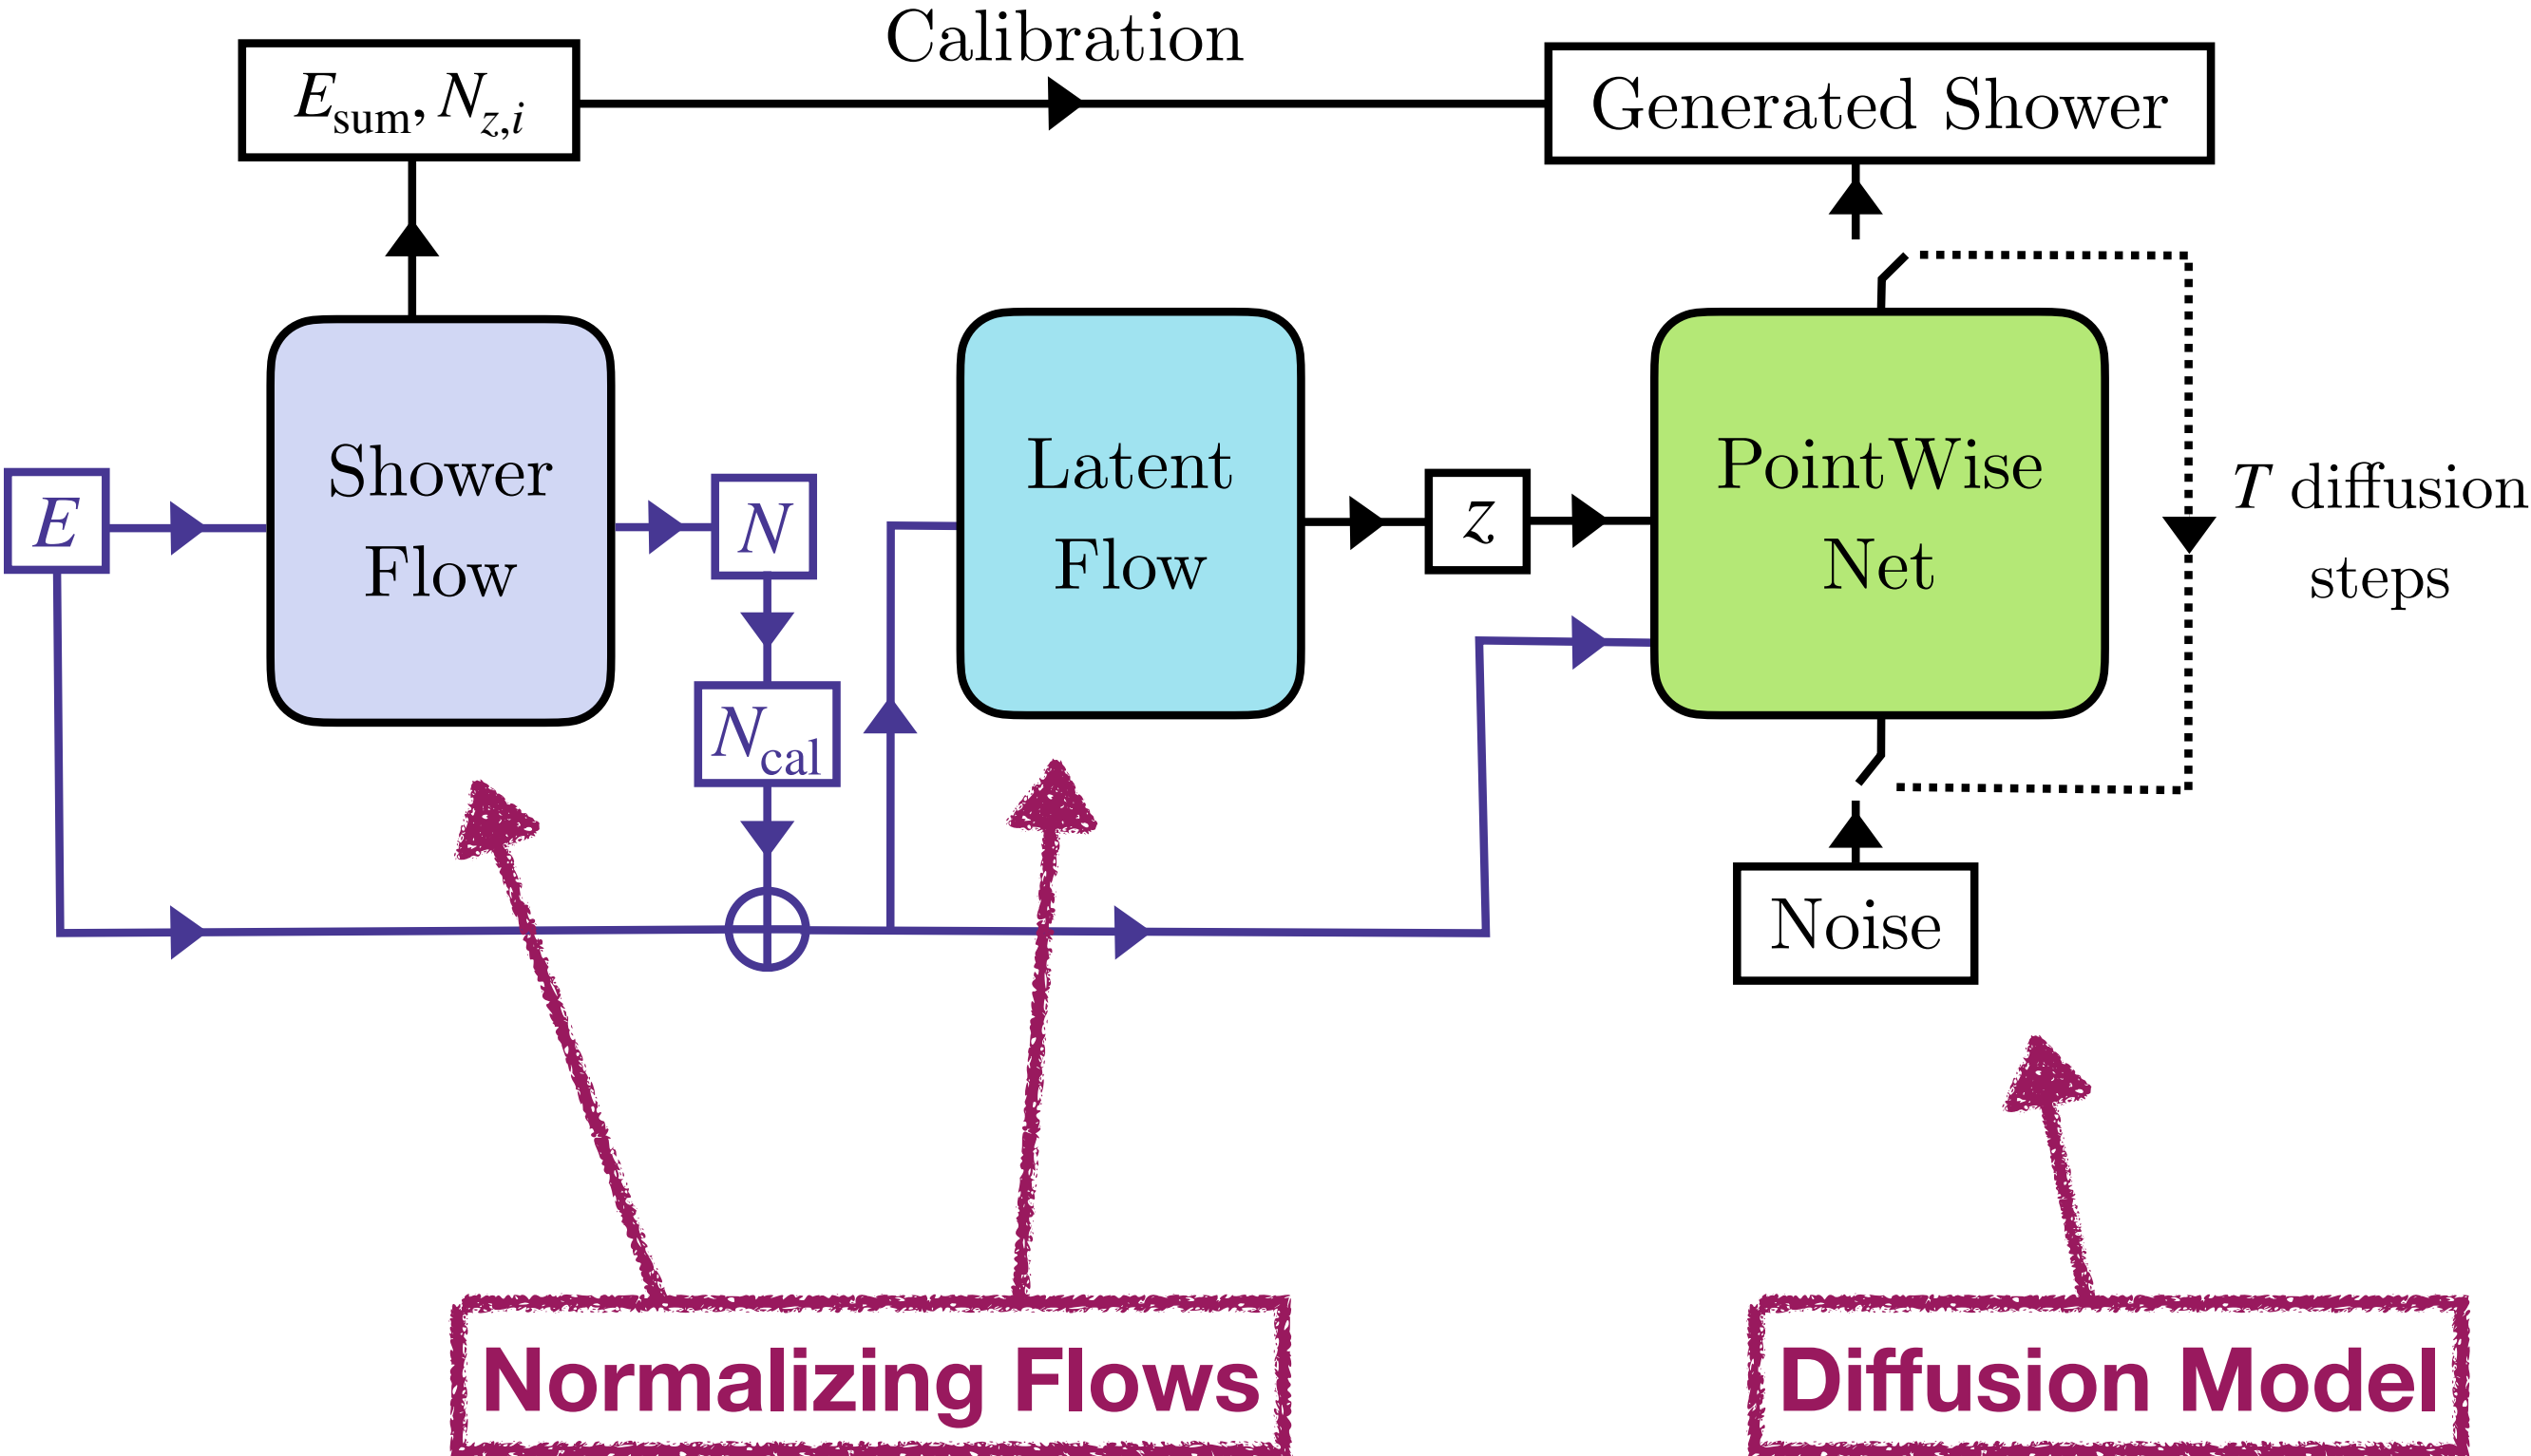 Calibration
E_sum, N_z,i
Generated Shower
Shower
Flow
Latent
Flow
PointWise
Net
E
N
z
T diffusion
steps
N_cal
Noise
Normalizing Flows
Diffusion Model